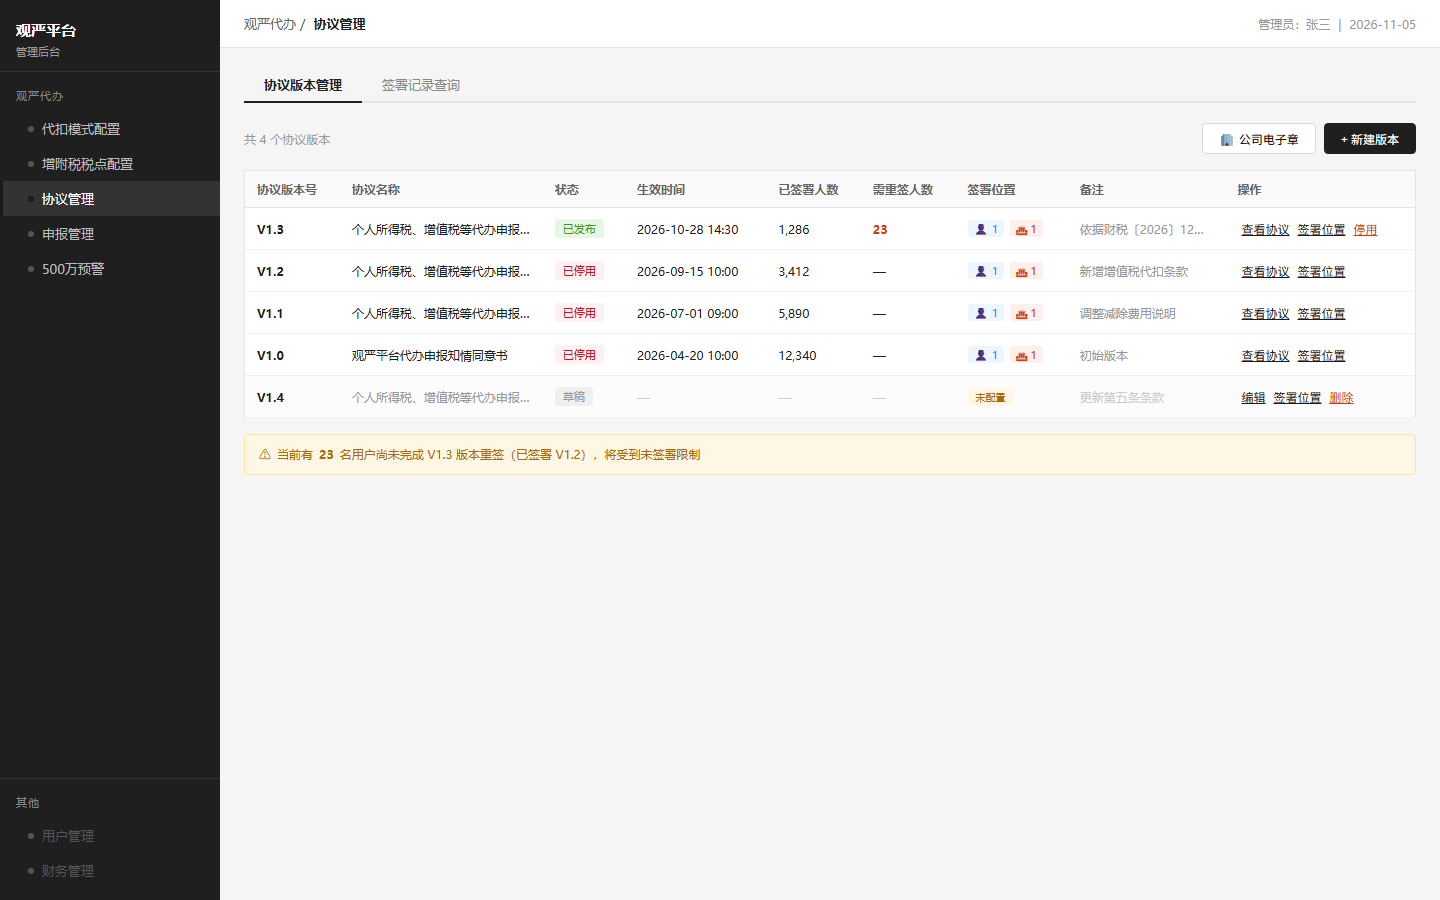 观严平台
管理后台
观严代办
代扣模式配置
增附税税点配置
协议管理
申报管理
500万预警
其他
用户管理
财务管理
观严代办 / 协议管理
管理员：张三 | 2026-11-05
协议版本管理 签署记录查询
共 4 个协议版本
公司电子章 + 新建版本
协议版本号 协议名称 状态 生效时间 已签署人数 需重签人数 签署位置 备注 操作
V1.3 个人所得税、增值税等代办申报... 已发布 2026-10-28 14:30 1,286 23 1 1 依据财税〔2026〕12... 查看协议 签署位置 停用
V1.2 个人所得税、增值税等代办申报... 已停用 2026-09-15 10:00 3,412 — 1 1 新增增值税代扣条款 查看协议 签署位置
V1.1 个人所得税、增值税等代办申报... 已停用 2026-07-01 09:00 5,890 — 1 1 调整减除费用说明 查看协议 签署位置
V1.0 观严平台代办申报知情同意书 已停用 2026-04-20 10:00 12,340 — 1 1 初始版本 查看协议 签署位置
V1.4 个人所得税、增值税等代办申报... 草稿 — — — 未配置 更新第五条条款 编辑 签署位置 删除
⚠ 当前有 23 名用户尚未完成 V1.3 版本重签（已签署 V1.2），将受到未签署限制